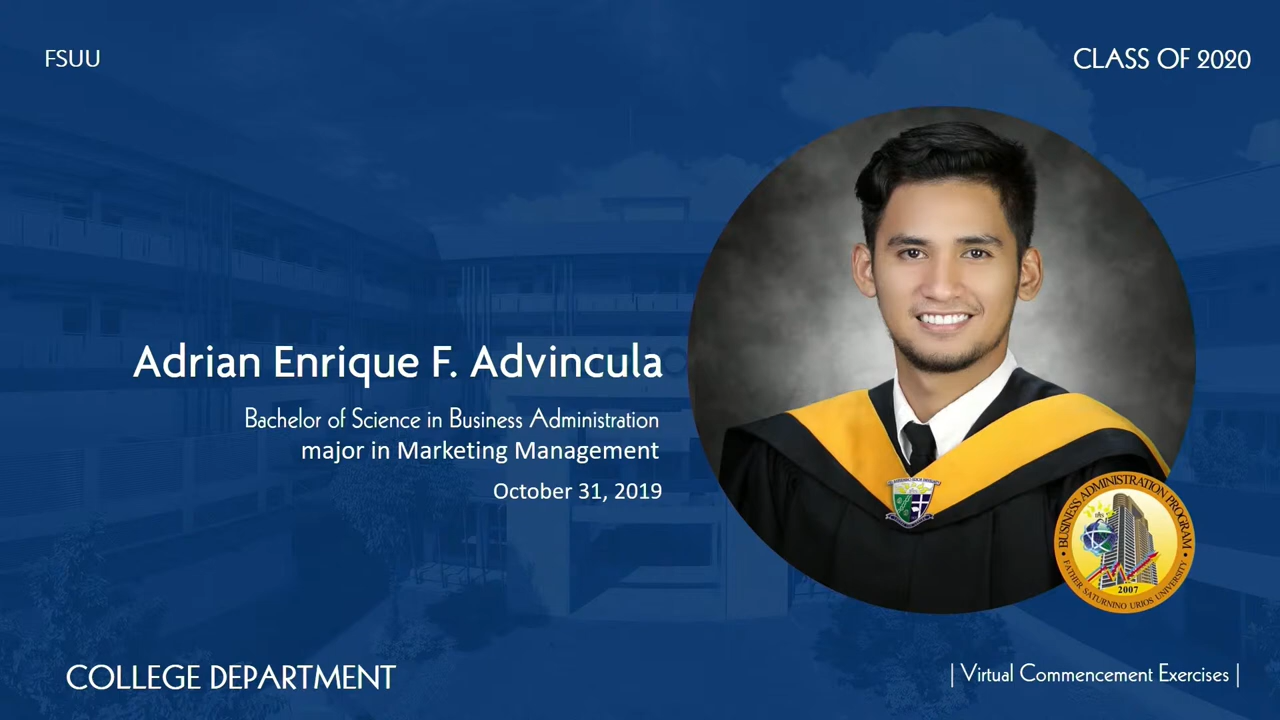 FSUU
CLASS OF 2020
Adrian Enrique F. Advincula
Bachelor of Science in Business Administration
major in Marketing Management
October 31, 2019
BUSINESS ADMINISTRATION PROGRAM
2007
FATHER SATURNINO URIOS UNIVERSITY
COLLEGE DEPARTMENT
| Virtual Commencement Exercises |